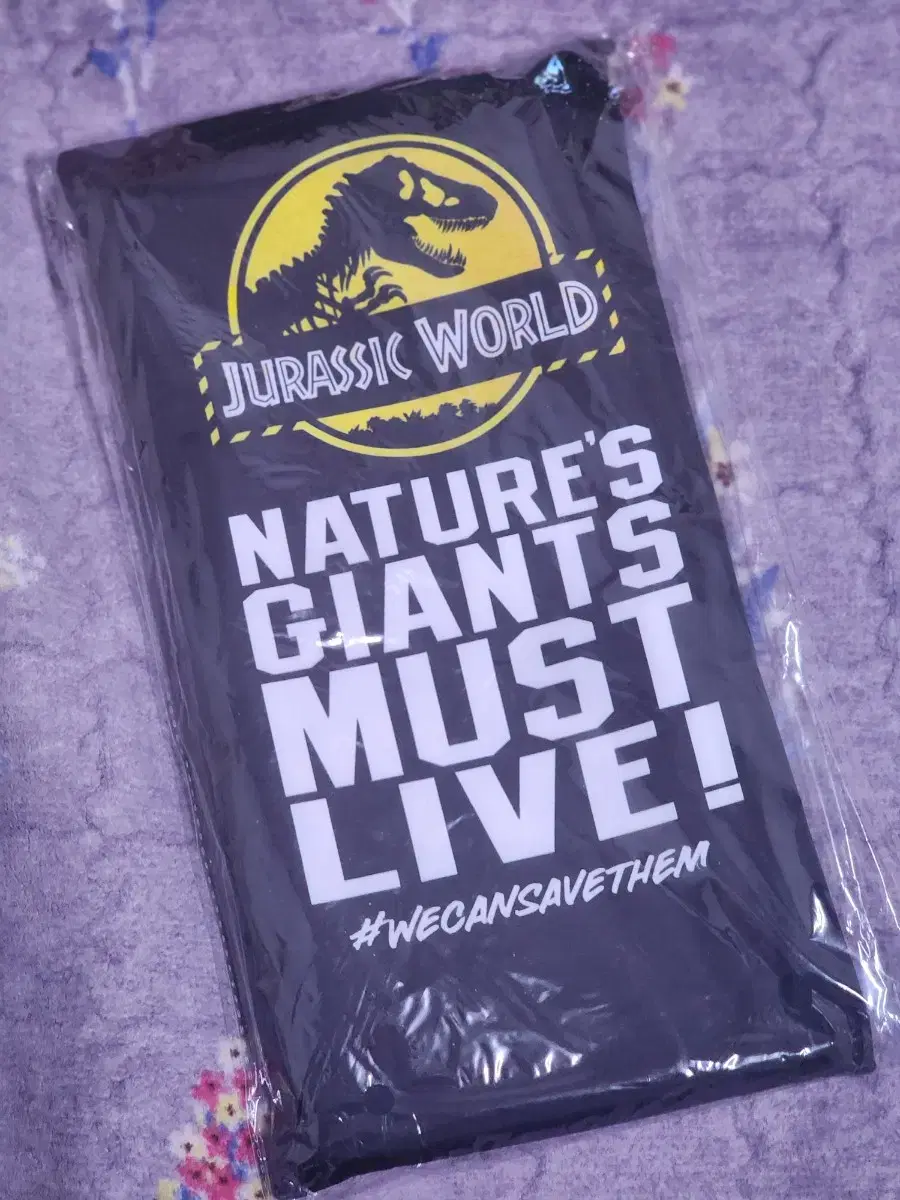 JURASSIC WORLD
NATURE'S
GIANTS
MUST
LIVE!
#WECANSAVETHEM